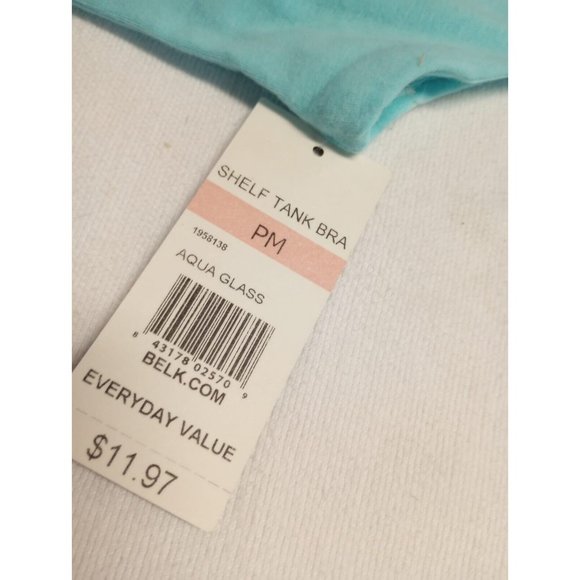 SHELF TANK BRA
PM
1958138
AQUA GLASS
8 43178 02570 9
BELK.COM
EVERYDAY VALUE
$11.97